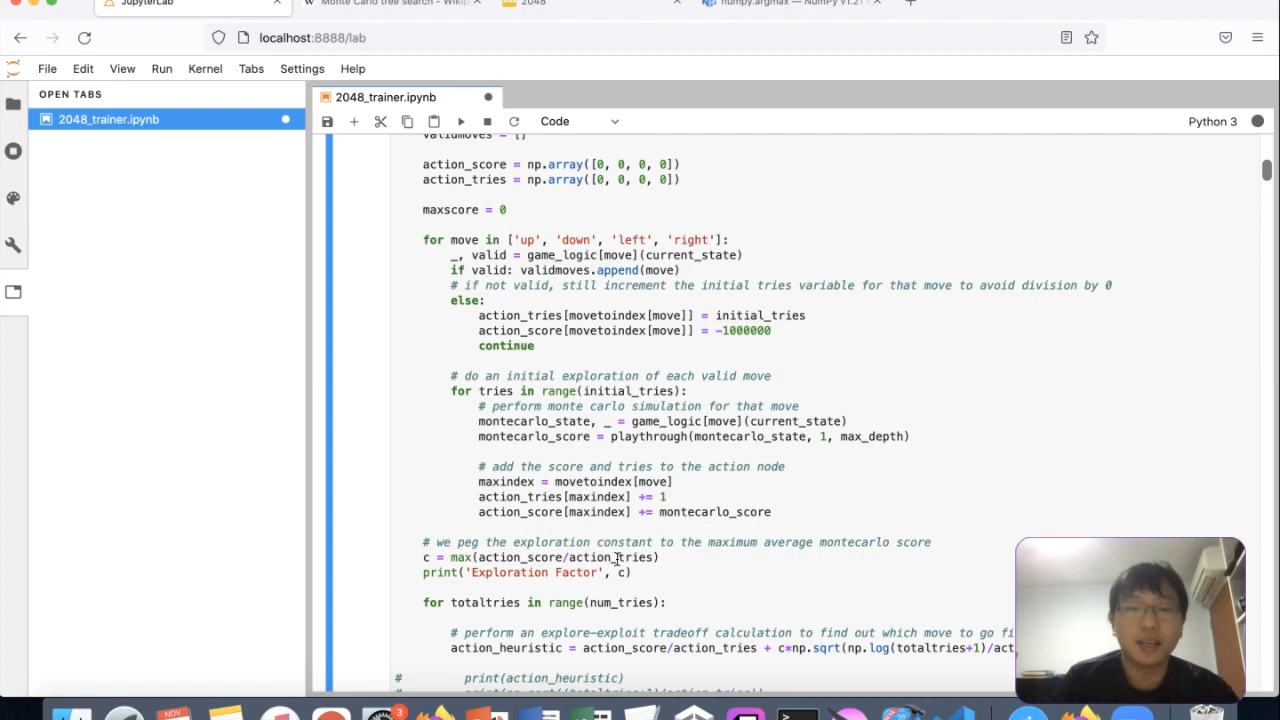 JupyterLab
Monte Carlo tree search - Wikip
2048
numpy.argmax — NumPy v1.21
localhost:8888/lab
File Edit View Run Kernel Tabs Settings Help
OPEN TABS
2048_trainer.ipynb
2048_trainer.ipynb
Code
Python 3
validmoves = []
action_score = np.array([0, 0, 0, 0])
action_tries = np.array([0, 0, 0, 0])
maxscore = 0
for move in ['up', 'down', 'left', 'right']:
_, valid = game_logic[move](current_state)
if valid: validmoves.append(move)
# if not valid, still increment the initial tries variable for that move to avoid division by 0
else:
action_tries[movetoindex[move]] = initial_tries
action_score[movetoindex[move]] = -1000000
continue
# do an initial exploration of each valid move
for tries in range(initial_tries):
# perform monte carlo simulation for that move
montecarlo_state, _ = game_logic[move](current_state)
montecarlo_score = playthrough(montecarlo_state, 1, max_depth)
# add the score and tries to the action node
maxindex = movetoindex[move]
action_tries[maxindex] += 1
action_score[maxindex] += montecarlo_score
# we peg the exploration constant to the maximum average montecarlo score
c = max(action_score/action_tries)
print('Exploration Factor', c)
for totaltries in range(num_tries):
# perform an explore-exploit tradeoff calculation to find out which move to go fi
action_heuristic = action_score/action_tries + c*np.sqrt(np.log(totaltries+1)/act
# print(action_heuristic)
NOV
3